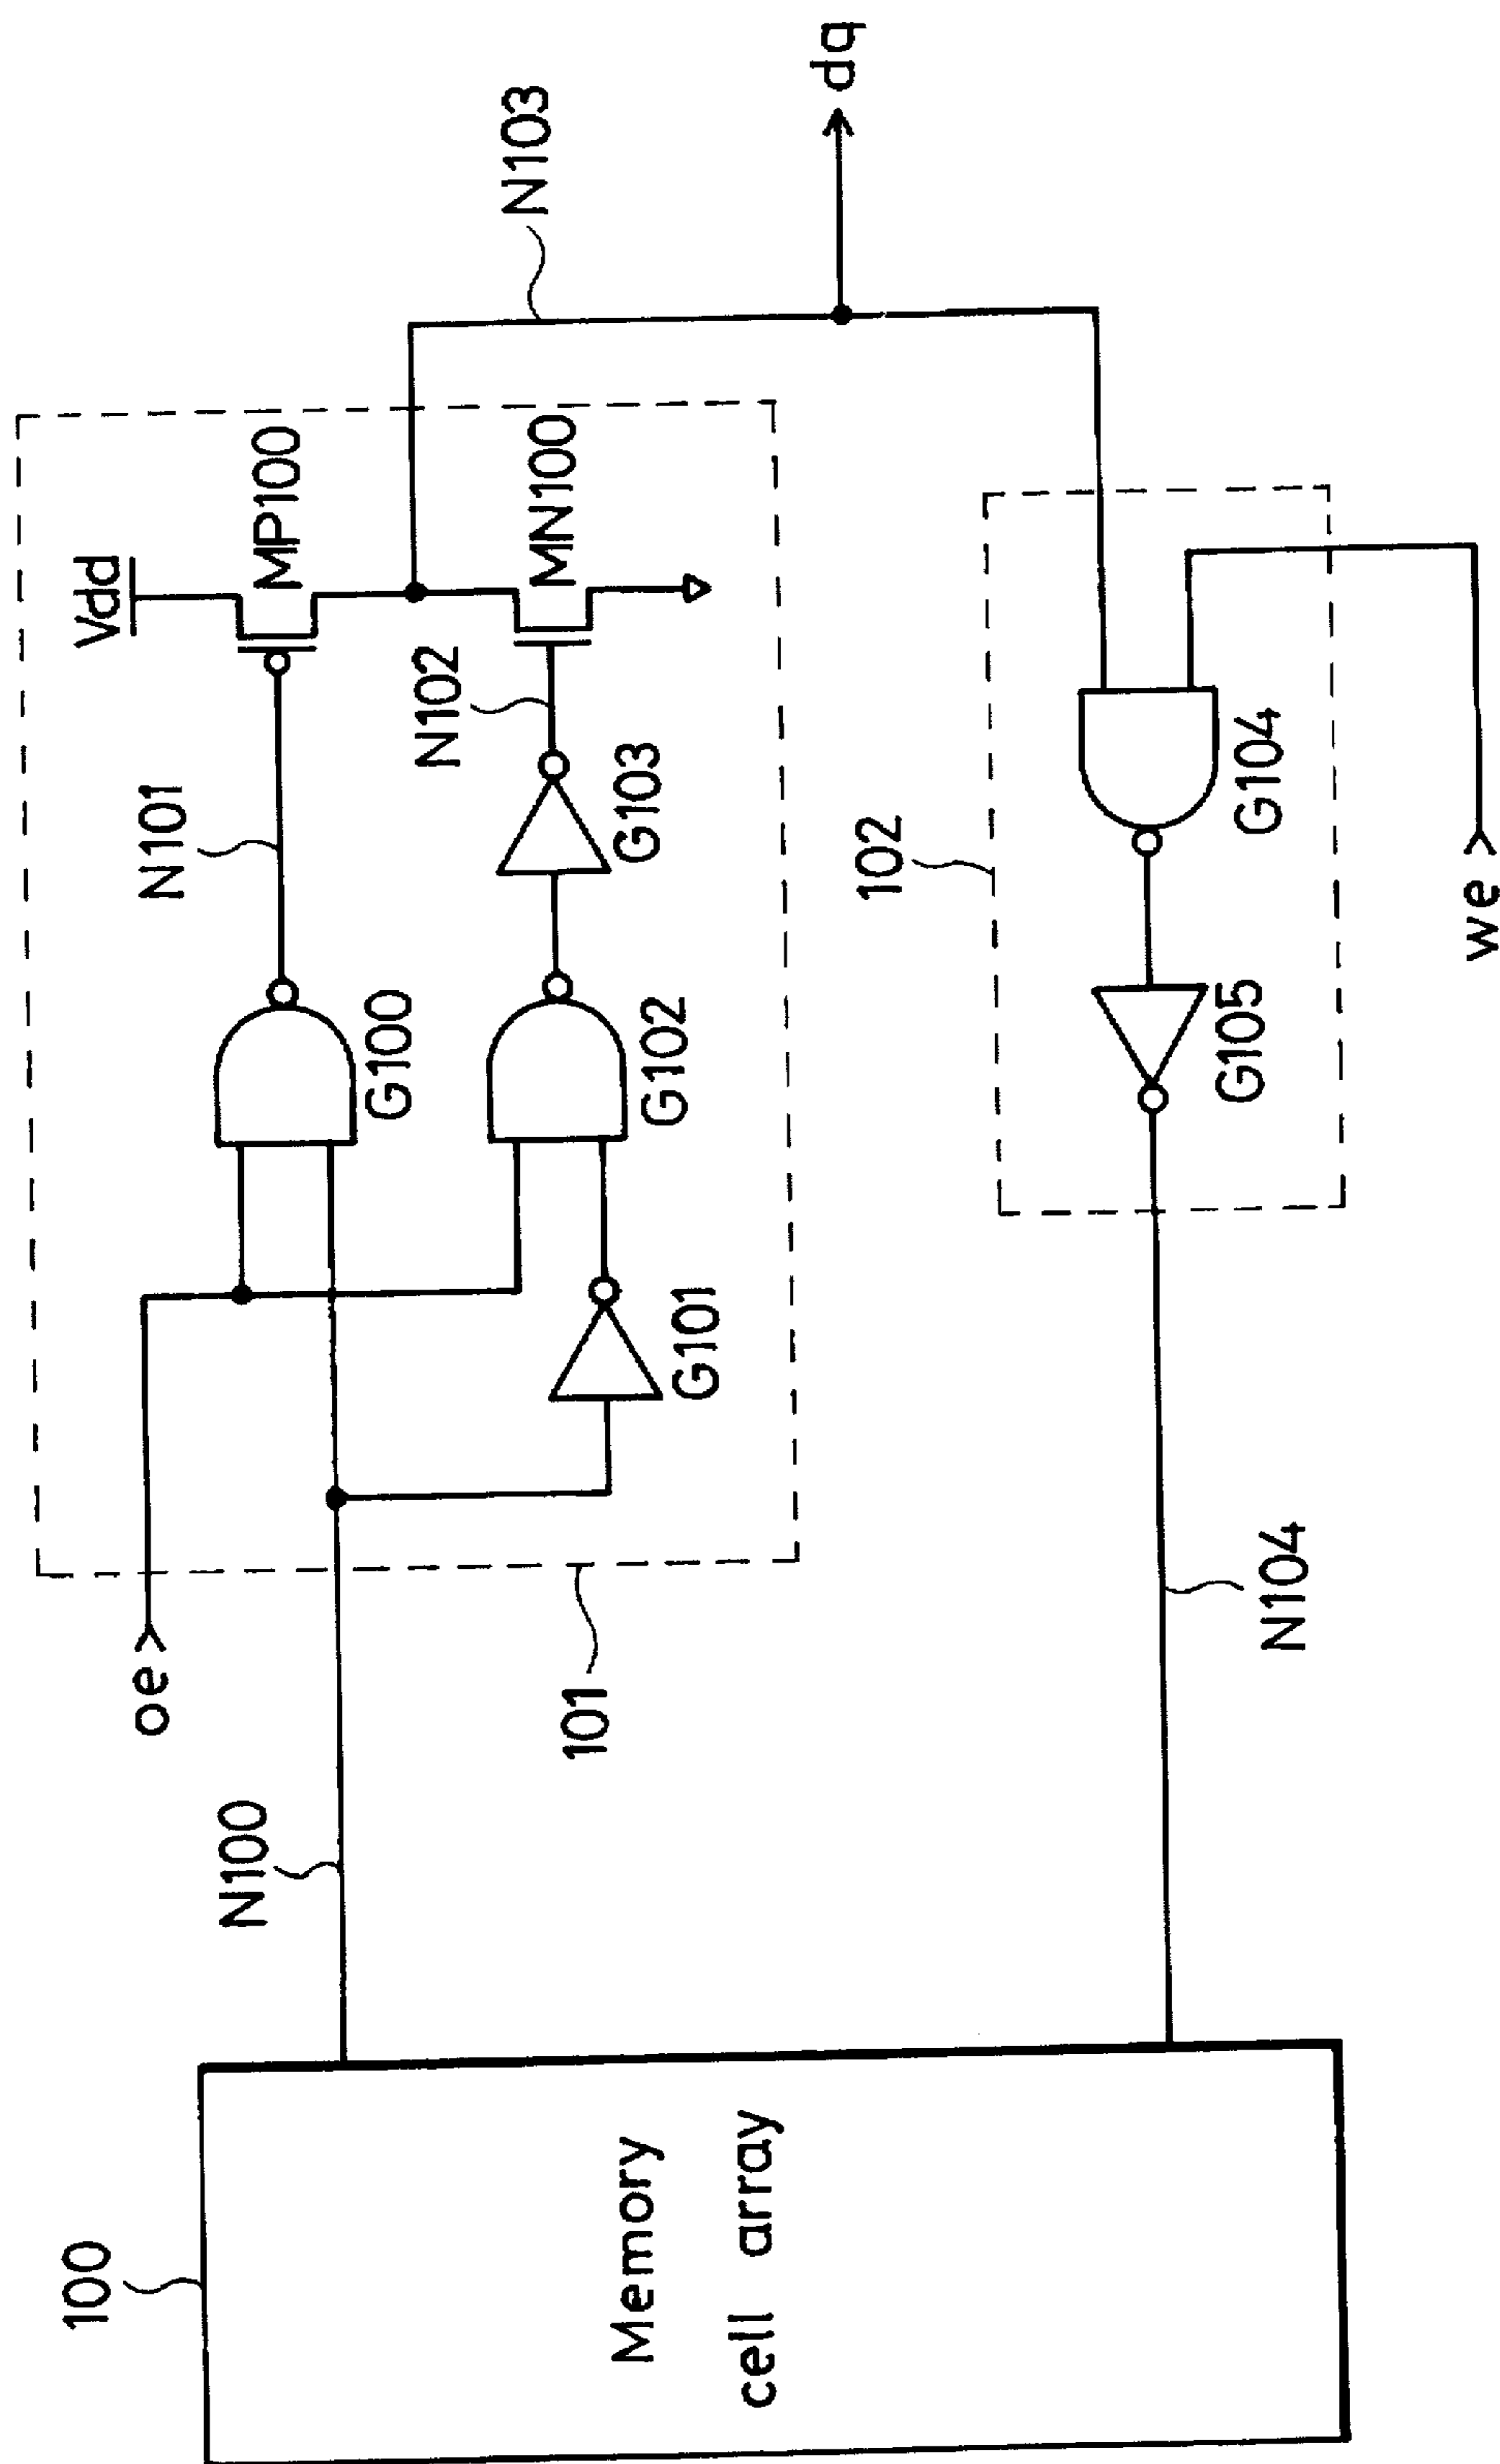 100
Memory
cell array
N100
oe
101
G101
G100
G102
N101
G103
N102
Vdd
MP100
MN100
N103
dq
102
G104
G105
we
N104